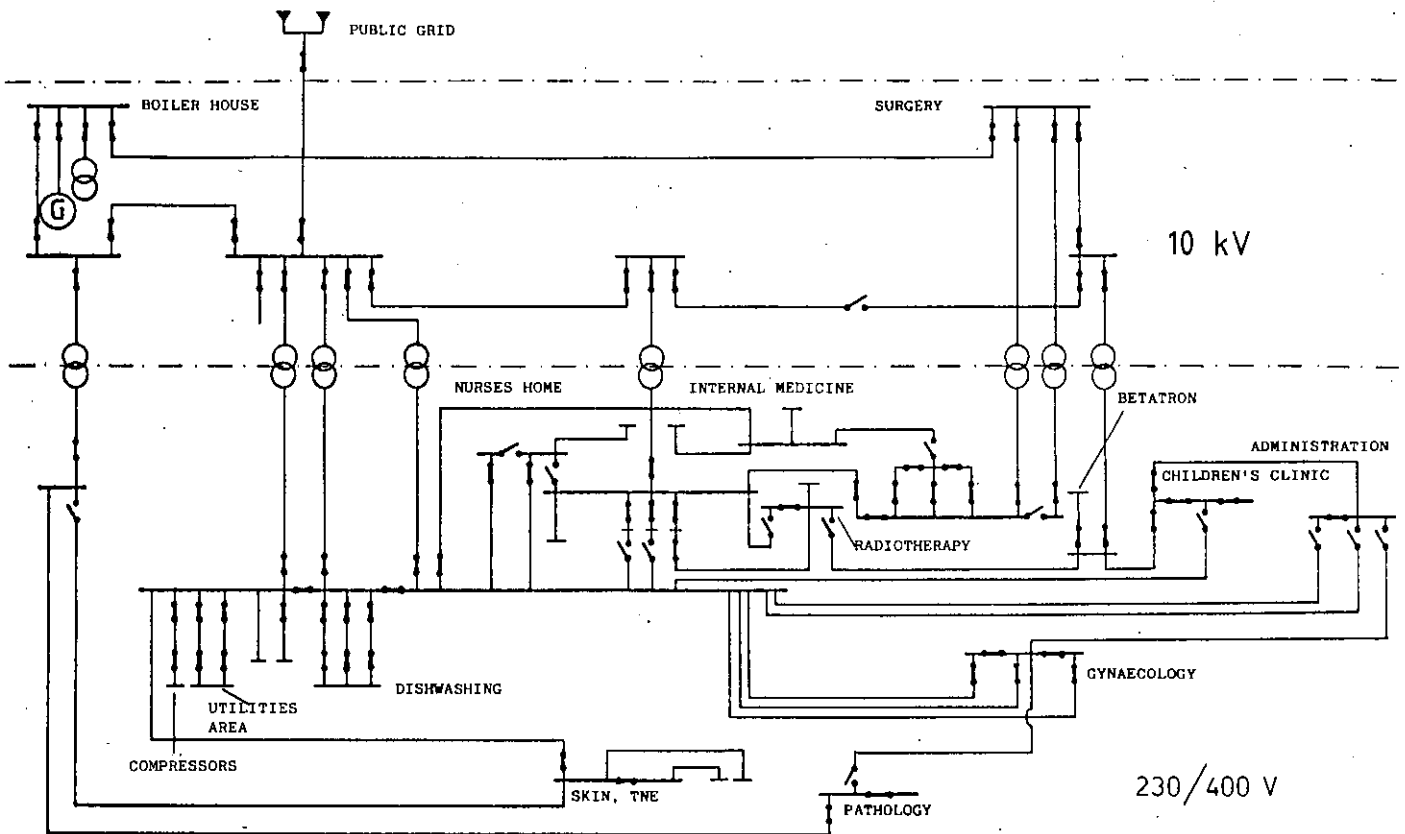 PUBLIC GRID
BOILER HOUSE
SURGERY
G
10 kV
NURSES HOME
INTERNAL MEDICINE
BETATRON
ADMINISTRATION
CHILDREN'S CLINIC
RADIOTHERAPY
GYNAECOLOGY
DISHWASHING
UTILITIES
AREA
COMPRESSORS
SKIN, TNE
PATHOLOGY
230/400 V